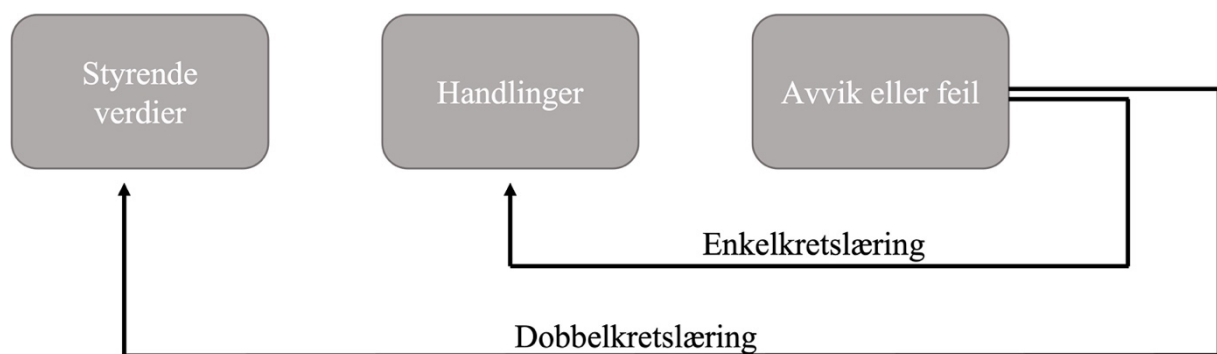 Styrende
verdier
Handlinger
Avvik eller feil
Enkelkretslæring
Dobbelkretslæring